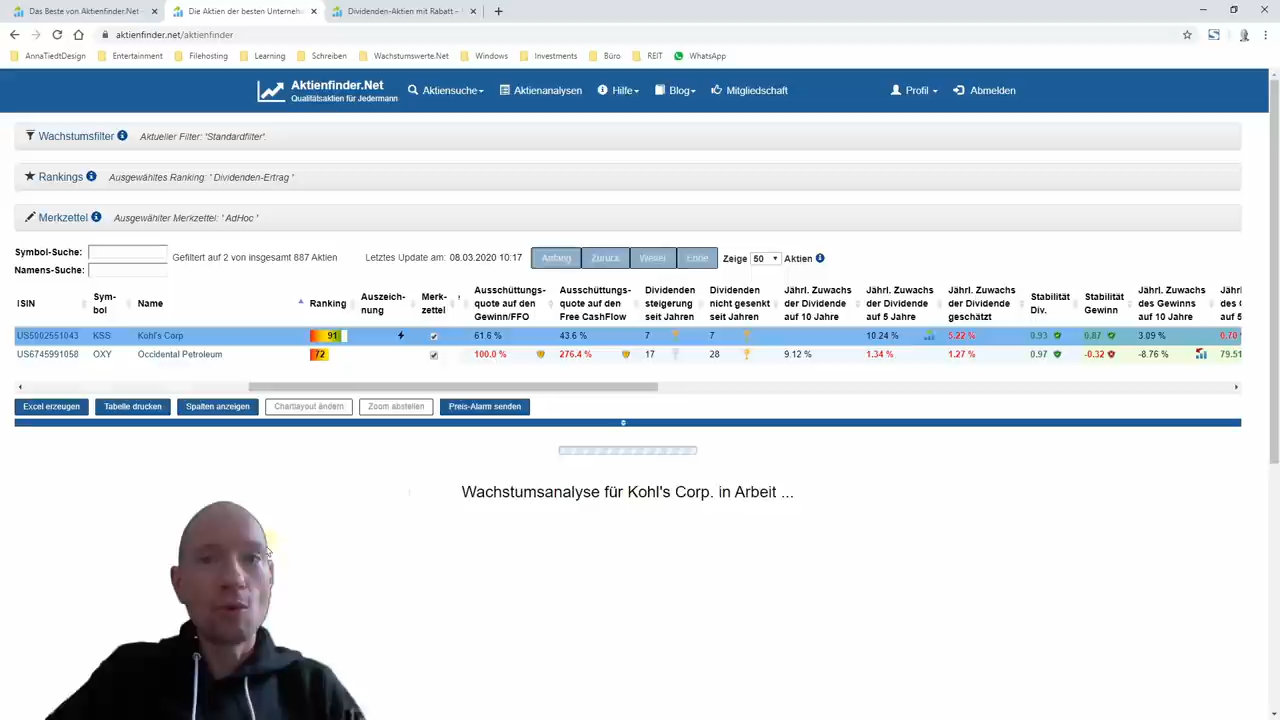 Das Beste von Aktienfinder.Net -
Die Aktien der besten Unterneh
Dividenden-Aktien mit Rabatt –
aktienfinder.net/aktienfinder
AnnaTiedtDesign Entertainment Filehosting Learning Schreiben Wachstumswerte.Net Windows Investments Büro REIT WhatsApp
Aktienfinder.Net
Qualitätsaktien für Jedermann
Aktiensuche Aktienanalysen Hilfe Blog Mitgliedschaft Profil Abmelden
Wachstumsfilter Aktueller Filter: 'Standardfilter'.
Rankings Ausgewähltes Ranking: ' Dividenden-Ertrag '
Merkzettel Ausgewählter Merkzettel: ' AdHoc '
Symbol-Suche:
Namens-Suche:
Gefiltert auf 2 von insgesamt 887 Aktien
Letztes Update am: 08.03.2020 10:17
Anfang Zurück Weiter Ende
Zeige 50 Aktien
ISIN
Sym-
bol
Name
Ranking
Auszeich-
nung
Merk-
zettel
Ausschüttungs-
quote auf den
Gewinn/FFO
Ausschüttungs-
quote auf den
Free CashFlow
Dividenden
steigerung
seit Jahren
Dividenden
nicht gesenkt
seit Jahren
Jährl. Zuwachs
der Dividende
auf 10 Jahre
Jährl. Zuwachs
der Dividende
auf 5 Jahre
Jährl. Zuwachs
der Dividende
geschätzt
Stabilität
Div.
Stabilität
Gewinn
Jährl. Zuwachs
des Gewinns
auf 10 Jahre
Jähr
des G
auf 5
US5002551043 KSS Kohl's Corp 91 61.6 % 43.6 % 7 7 10.24 % 5.22 % 0.93 0.87 3.09 % 0.70
US6745991058 OXY Occidental Petroleum 72 100.0 % 276.4 % 17 28 9.12 % 1.34 % 1.27 % 0.97 -0.32 -8.76 % 79.51
Excel erzeugen Tabelle drucken Spalten anzeigen Chartlayout ändern Zoom abstellen Preis-Alarm senden
Wachstumsanalyse für Kohl's Corp. in Arbeit ...